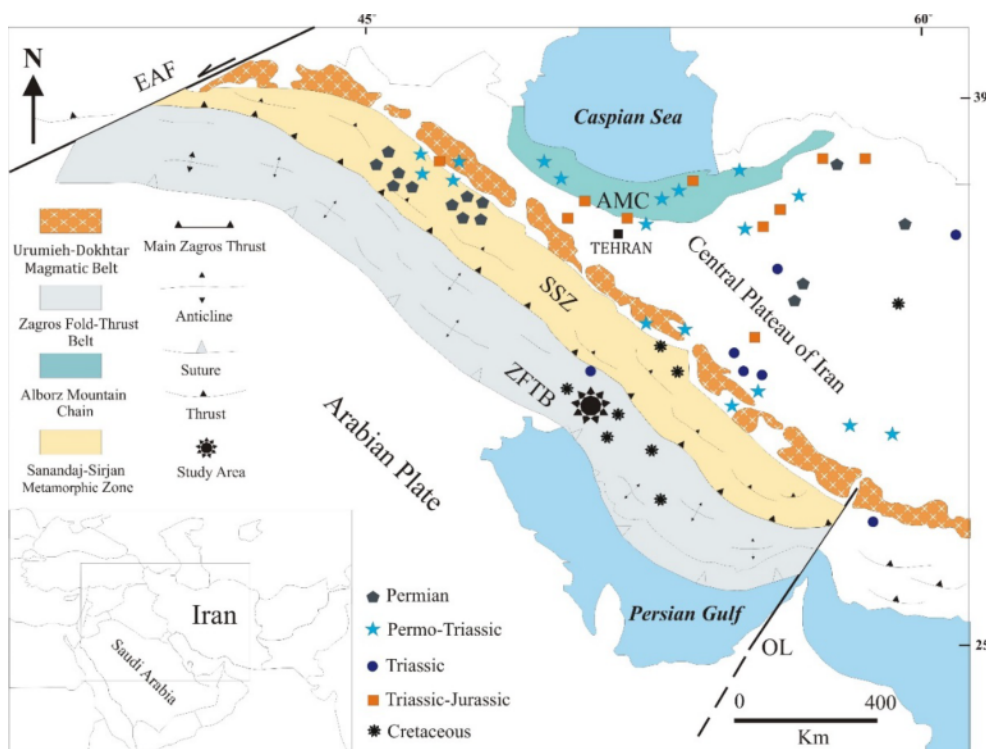 45°
60°
N
EAF
39
Caspian Sea
AMC
TEHRAN
Central Plateau of Iran
SSZ
ZFTB
Arabian Plate
Persian Gulf
OL
25
Urumieh-Dokhtar
Magmatic Belt
Zagros Fold-Thrust
Belt
Alborz Mountain
Chain
Sanandaj-Sirjan
Metamorphic Zone
Main Zagros Thrust
Anticline
Suture
Thrust
Study Area
Iran
Saudi Arabia
Permian
Permo-Triassic
Triassic
Triassic-Jurassic
Cretaceous
0 400
Km